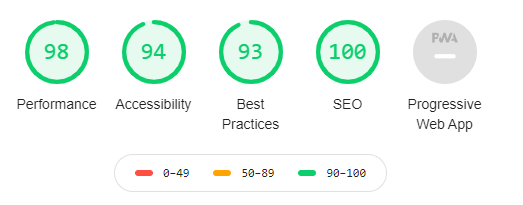 98
94
93
100
PWA
Performance
Accessibility
Best
Practices
SEO
Progressive
Web App
0–49
50–89
90–100